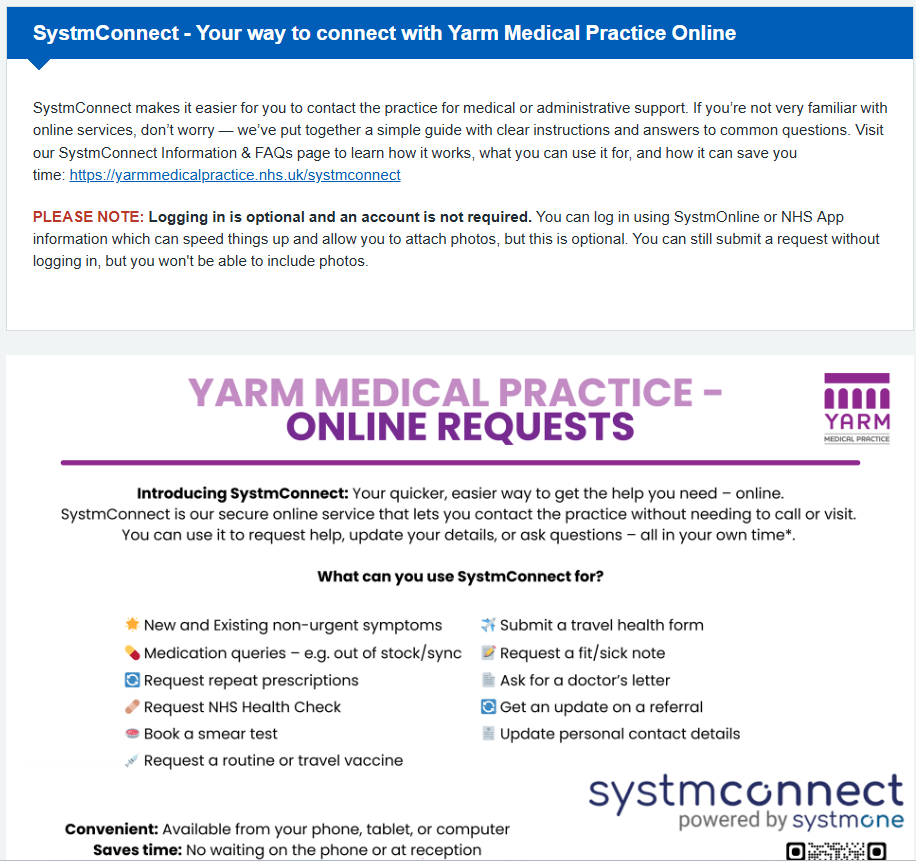 SystmConnect - Your way to connect with Yarm Medical Practice Online
SystmConnect makes it easier for you to contact the practice for medical or administrative support. If you’re not very familiar with
online services, don’t worry — we’ve put together a simple guide with clear instructions and answers to common questions. Visit
our SystmConnect Information & FAQs page to learn how it works, what you can use it for, and how it can save you
time: https://yarmmedicalpractice.nhs.uk/systmconnect
PLEASE NOTE: Logging in is optional and an account is not required. You can log in using SystmOnline or NHS App
information which can speed things up and allow you to attach photos, but this is optional. You can still submit a request without
logging in, but you won't be able to include photos.
YARM MEDICAL PRACTICE –
ONLINE REQUESTS
YARM
MEDICAL PRACTICE
Introducing SystmConnect: Your quicker, easier way to get the help you need – online.
SystmConnect is our secure online service that lets you contact the practice without needing to call or visit.
You can use it to request help, update your details, or ask questions – all in your own time*.
What can you use SystmConnect for?
New and Existing non-urgent symptoms
Medication queries – e.g. out of stock/sync
Request repeat prescriptions
Request NHS Health Check
Book a smear test
Request a routine or travel vaccine
Submit a travel health form
Request a fit/sick note
Ask for a doctor’s letter
Get an update on a referral
Update personal contact details
systmconnect
powered by systmone
Convenient: Available from your phone, tablet, or computer
Saves time: No waiting on the phone or at reception